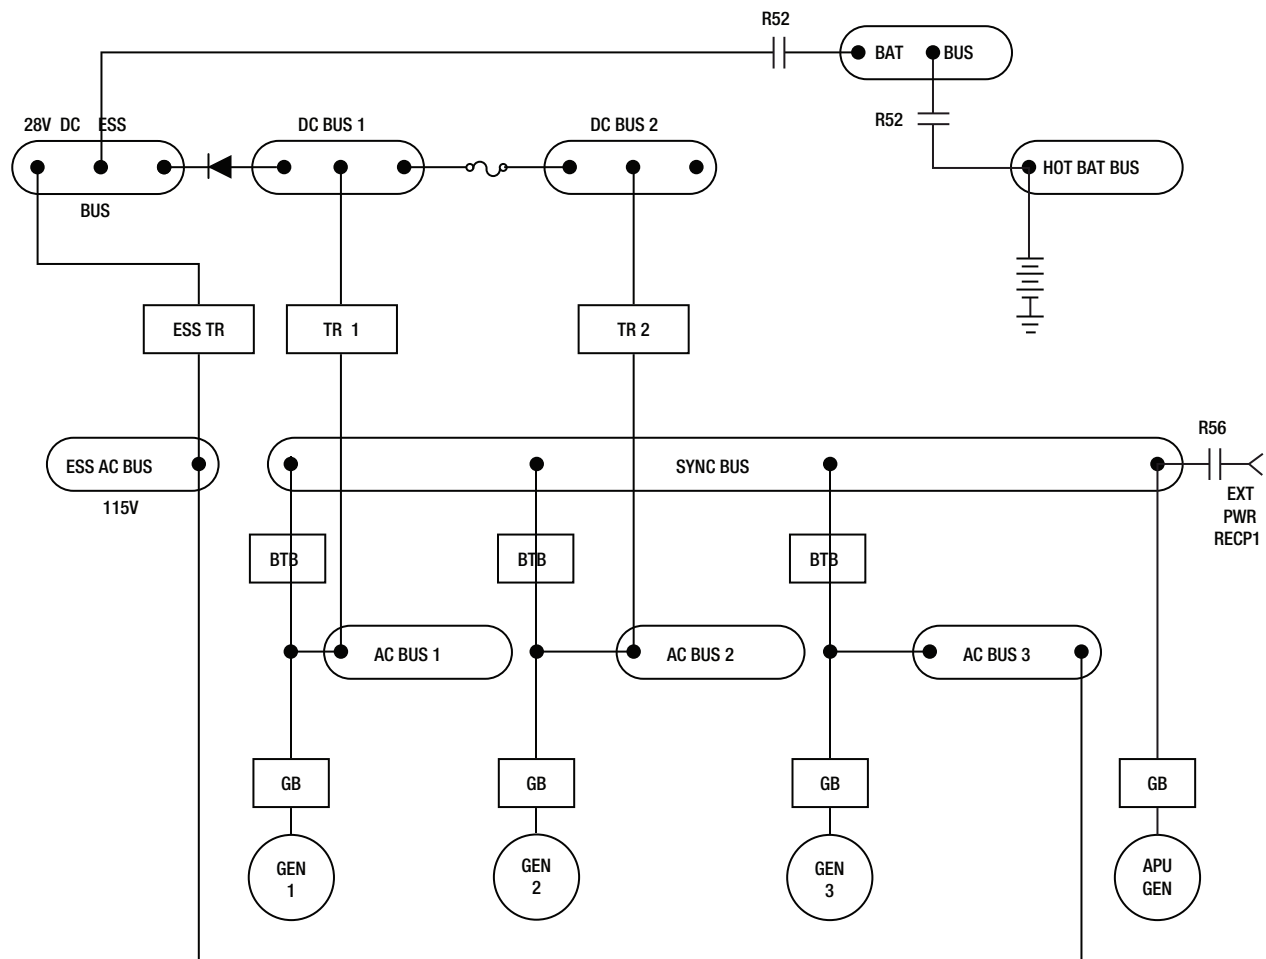 R52
BAT BUS
R52
28V DC ESS
DC BUS 1
DC BUS 2
HOT BAT BUS
BUS
ESS TR
TR 1
TR 2
R56
ESS AC BUS
SYNC BUS
115V
EXT
PWR
RECP1
BTB
BTB
BTB
AC BUS 1
AC BUS 2
AC BUS 3
GB
GB
GB
GB
GEN
1
GEN
2
GEN
3
APU
GEN